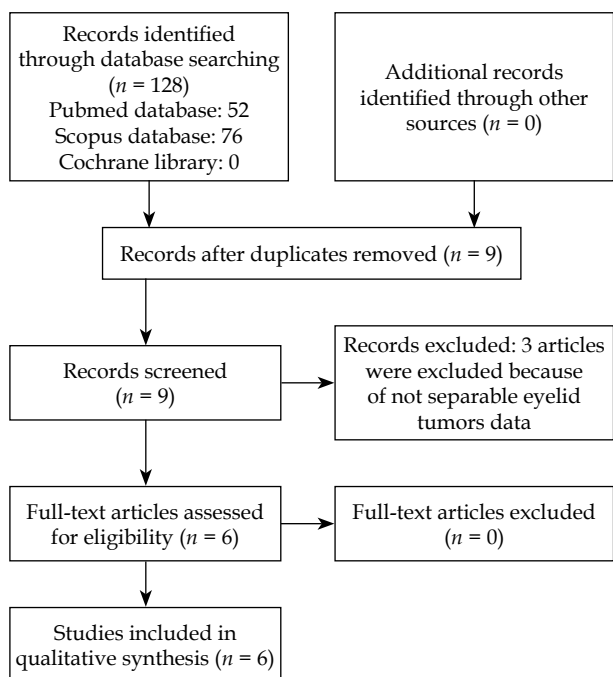 Records identified
through database searching
(n = 128)
Pubmed database: 52
Scopus database: 76
Cochrane library: 0
Additional records
identified through other
sources (n = 0)
Records after duplicates removed (n = 9)
Records screened
(n = 9)
Records excluded: 3 articles
were excluded because
of not separable eyelid
tumors data
Full-text articles assessed
for eligibility (n = 6)
Full-text articles excluded
(n = 0)
Studies included in
qualitative synthesis (n = 6)